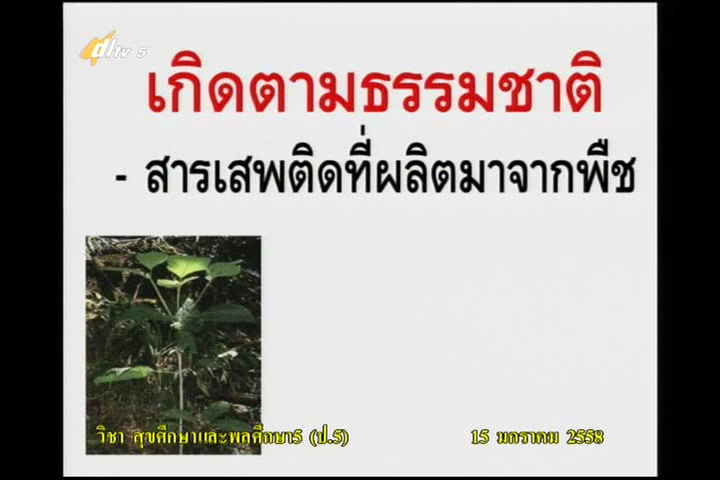 dltv 5
เกิดตามธรรมชาติ
- สารเสพติดที่ผลิตมาจากพืช
วิชา สุขศึกษาและพลศึกษา5 (ป.5)
15 มกราคม 2558